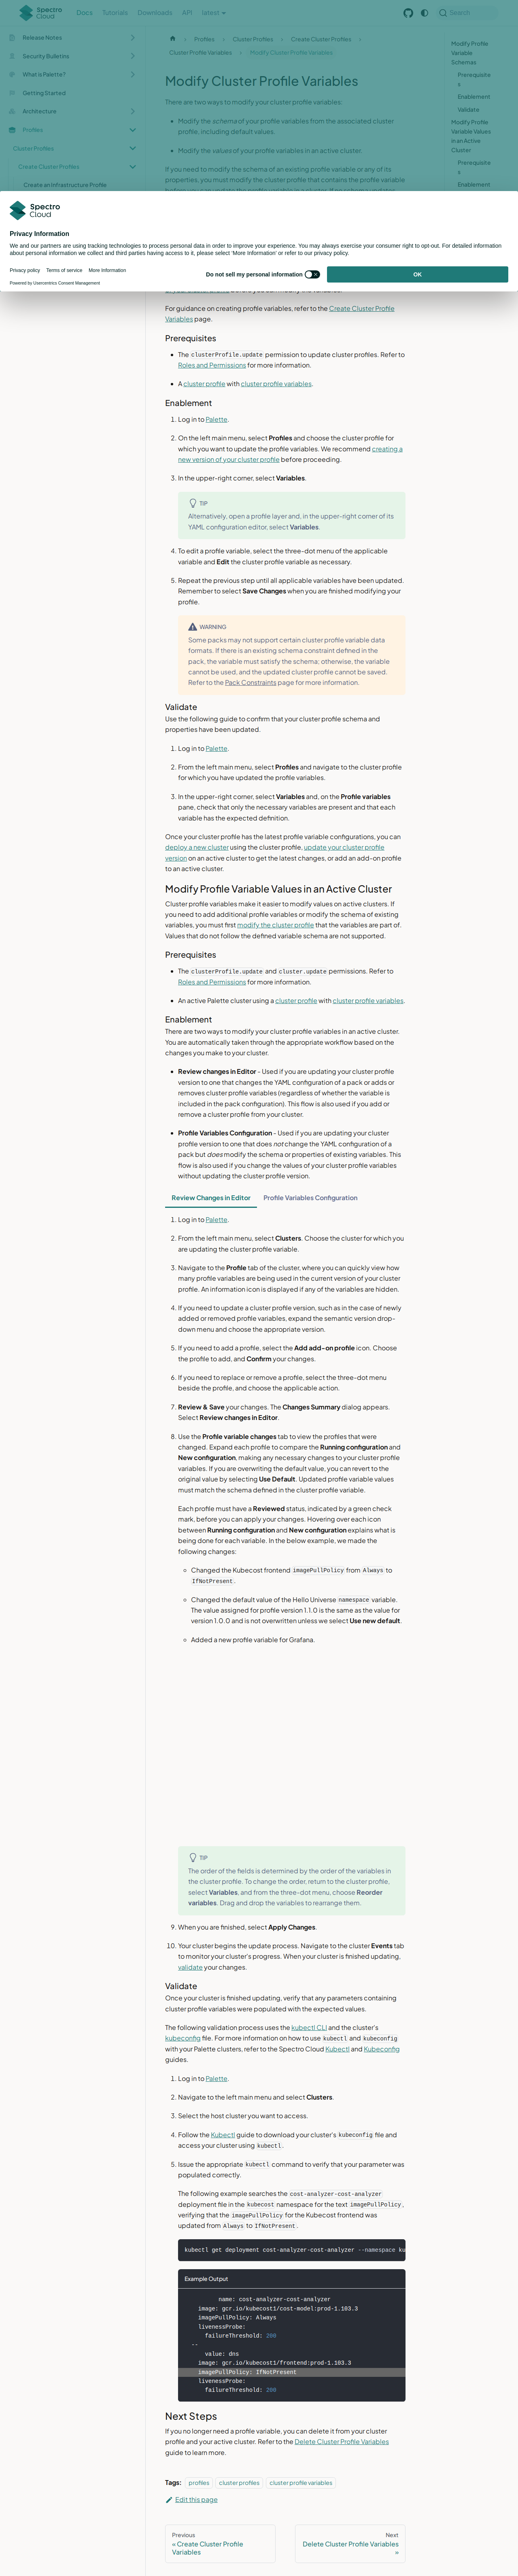 Spectro Cloud
Docs
Tutorials
Downloads
API
latest
Search
Release Notes
Security Bulletins
What is Palette?
Getting Started
Architecture
Profiles
Cluster Profiles
Create Cluster Profiles
Create an Infrastructure Profile
Profiles
Cluster Profiles
Create Cluster Profiles
Cluster Profile Variables
Modify Cluster Profile Variables
Modify Profile
Variable
Schemas
Prerequisite
s
Enablement
Validate
Modify Profile
Variable Values
in an Active
Cluster
Prerequisite
s
Enablement
Modify Cluster Profile Variables
There are two ways to modify your cluster profile variables:
Modify the schema of your profile variables from the associated cluster
profile, including default values.
Modify the values of your profile variables in an active cluster.
If you need to modify the schema of an existing profile variable or any of its
properties, you must modify the cluster profile that contains the variable
Spectro Cloud
Privacy Information
We and our partners are using tracking technologies to process personal data in order to improve your experience. You may always exercise your consumer right to opt-out. For detailed information
about personal information we collect and third parties having access to it, please select 'More Information' or refer to our privacy policy.
Privacy policy
Terms of service
More Information
Do not sell my personal information
OK
Powered by Usercentrics Consent Management
For guidance on creating profile variables, refer to the Create Cluster Profile
Variables page.
Prerequisites
The clusterProfile.update permission to update cluster profiles. Refer to
Roles and Permissions for more information.
A cluster profile with cluster profile variables.
Enablement
1. Log in to Palette.
2. On the left main menu, select Profiles and choose the cluster profile for
which you want to update the profile variables. We recommend creating a
new version of your cluster profile before proceeding.
3. In the upper-right corner, select Variables.
TIP
Alternatively, open a profile layer and, in the upper-right corner of its
YAML configuration editor, select Variables.
4. To edit a profile variable, select the three-dot menu of the applicable
variable and Edit the cluster profile variable as necessary.
5. Repeat the previous step until all applicable variables have been updated.
Remember to select Save Changes when you are finished modifying your
profile.
WARNING
Some packs may not support certain cluster profile variable data
formats. If there is an existing schema constraint defined in the
pack, the variable must satisfy the schema; otherwise, the variable
cannot be used, and the updated cluster profile cannot be saved.
Refer to the Pack Constraints page for more information.
Validate
Use the following guide to confirm that your cluster profile schema and
properties have been updated.
1. Log in to Palette.
2. From the left main menu, select Profiles and navigate to the cluster profile
for which you have updated the profile variables.
3. In the upper-right corner, select Variables and, on the Profile variables
pane, check that only the necessary variables are present and that each
variable has the expected definition.
Once your cluster profile has the latest profile variable configurations, you can
deploy a new cluster using the cluster profile, update your cluster profile
version on an active cluster to get the latest changes, or add an add-on profile
to an active cluster.
Modify Profile Variable Values in an Active Cluster
Cluster profile variables make it easier to modify values on active clusters. If
you need to add additional profile variables or modify the schema of existing
variables, you must first modify the cluster profile that the variables are part of.
Values that do not follow the defined variable schema are not supported.
Prerequisites
The clusterProfile.update and cluster.update permissions. Refer to
Roles and Permissions for more information.
An active Palette cluster using a cluster profile with cluster profile variables.
Enablement
There are two ways to modify your cluster profile variables in an active cluster.
You are automatically taken through the appropriate workflow based on the
changes you make to your cluster.
Review changes in Editor - Used if you are updating your cluster profile
version to one that changes the YAML configuration of a pack or adds or
removes cluster profile variables (regardless of whether the variable is
included in the pack configuration). This flow is also used if you add or
remove a cluster profile from your cluster.
Profile Variables Configuration - Used if you are updating your cluster
profile version to one that does not change the YAML configuration of a
pack but does modify the schema or properties of existing variables. This
flow is also used if you change the values of your cluster profile variables
without updating the cluster profile version.
Review Changes in Editor
Profile Variables Configuration
1. Log in to Palette.
2. From the left main menu, select Clusters. Choose the cluster for which you
are updating the cluster profile variable.
3. Navigate to the Profile tab of the cluster, where you can quickly view how
many profile variables are being used in the current version of your cluster
profile. An information icon is displayed if any of the variables are hidden.
4. If you need to update a cluster profile version, such as in the case of newly
added or removed profile variables, expand the semantic version drop-
down menu and choose the appropriate version.
5. If you need to add a profile, select the Add add-on profile icon. Choose
the profile to add, and Confirm your changes.
6. If you need to replace or remove a profile, select the three-dot menu
beside the profile, and choose the applicable action.
7. Review & Save your changes. The Changes Summary dialog appears.
Select Review changes in Editor.
8. Use the Profile variable changes tab to view the profiles that were
changed. Expand each profile to compare the Running configuration and
New configuration, making any necessary changes to your cluster profile
variables. If you are overwriting the default value, you can revert to the
original value by selecting Use Default. Updated profile variable values
must match the schema defined in the cluster profile variable.
Each profile must have a Reviewed status, indicated by a green check
mark, before you can apply your changes. Hovering over each icon
between Running configuration and New configuration explains what is
being done for each variable. In the below example, we made the
following changes:
Changed the Kubecost frontend imagePullPolicy from Always to
IfNotPresent.
Changed the default value of the Hello Universe namespace variable.
The value assigned for profile version 1.1.0 is the same as the value for
version 1.0.0 and is not overwritten unless we select Use new default.
Added a new profile variable for Grafana.
TIP
The order of the fields is determined by the order of the variables in
the cluster profile. To change the order, return to the cluster profile,
select Variables, and from the three-dot menu, choose Reorder
variables. Drag and drop the variables to rearrange them.
9. When you are finished, select Apply Changes.
10. Your cluster begins the update process. Navigate to the cluster Events tab
to monitor your cluster's progress. When your cluster is finished updating,
validate your changes.
Validate
Once your cluster is finished updating, verify that any parameters containing
cluster profile variables were populated with the expected values.
The following validation process uses the kubectl CLI and the cluster's
kubeconfig file. For more information on how to use kubectl and kubeconfig
with your Palette clusters, refer to the Spectro Cloud Kubectl and Kubeconfig
guides.
1. Log in to Palette.
2. Navigate to the left main menu and select Clusters.
3. Select the host cluster you want to access.
4. Follow the Kubectl guide to download your cluster's kubeconfig file and
access your cluster using kubectl.
5. Issue the appropriate kubectl command to verify that your parameter was
populated correctly.
The following example searches the cost-analyzer-cost-analyzer
deployment file in the kubecost namespace for the text imagePullPolicy,
verifying that the imagePullPolicy for the Kubecost frontend was
updated from Always to IfNotPresent.
kubectl get deployment cost-analyzer-cost-analyzer --namespace ku
Example Output
name: cost-analyzer-cost-analyzer
image: gcr.io/kubecost1/cost-model:prod-1.103.3
imagePullPolicy: Always
livenessProbe:
failureThreshold: 200
--
value: dns
image: gcr.io/kubecost1/frontend:prod-1.103.3
imagePullPolicy: IfNotPresent
livenessProbe:
failureThreshold: 200
Next Steps
If you no longer need a profile variable, you can delete it from your cluster
profile and your active cluster. Refer to the Delete Cluster Profile Variables
guide to learn more.
Tags:
profiles
cluster profiles
cluster profile variables
Edit this page
Previous
« Create Cluster Profile
Variables
Next
Delete Cluster Profile Variables
»